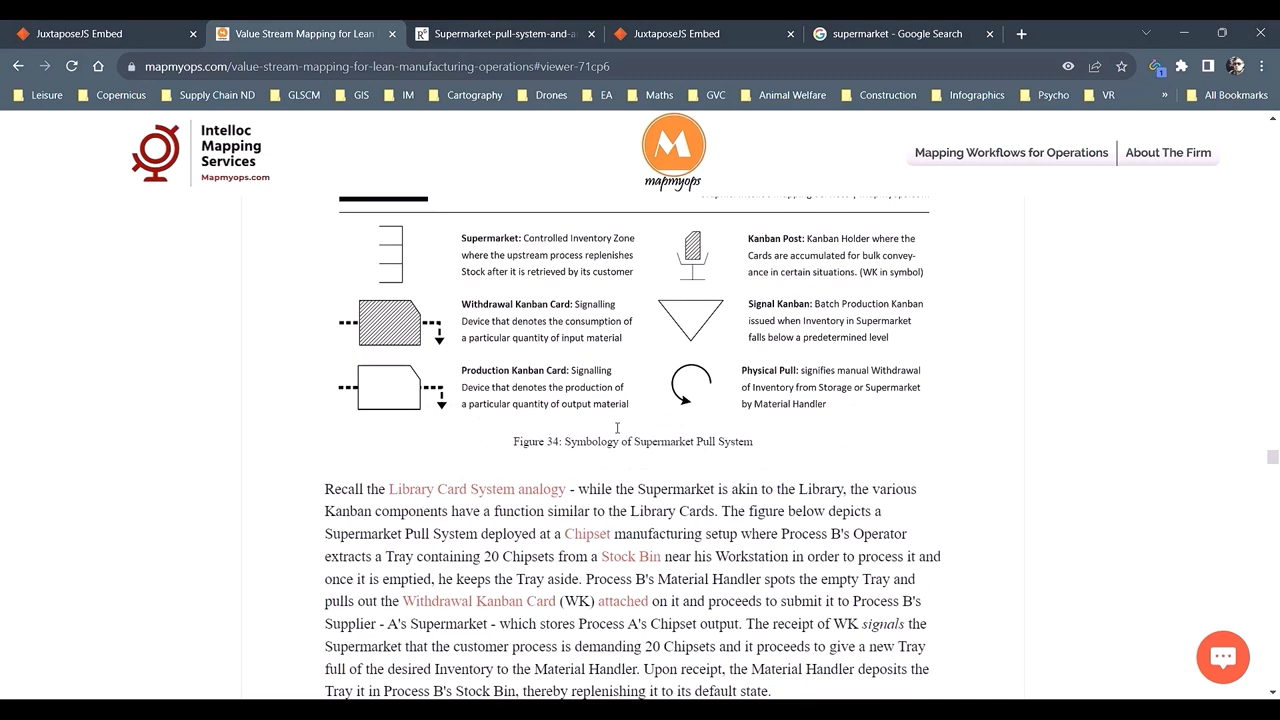 JuxtaposeJS Embed
Value Stream Mapping for Lean
Supermarket-pull-system-and-a
JuxtaposeJS Embed
supermarket - Google Search
mapmyops.com/value-stream-mapping-for-lean-manufacturing-operations#viewer-71cp6
Leisure
Copernicus
Supply Chain ND
GLSCM
GIS
IM
Cartography
Drones
EA
Maths
GVC
Animal Welfare
Construction
Infographics
Psycho
VR
» All Bookmarks
Intelloc
Mapping
Services
Mapmyops.com
M
mapmyops
Mapping Workflows for Operations
About The Firm
Supermarket: Controlled Inventory Zone
where the upstream process replenishes
Stock after it is retrieved by its customer
Kanban Post: Kanban Holder where the
Cards are accumulated for bulk convey-
ance in certain situations. (WK in symbol)
Withdrawal Kanban Card: Signalling
Device that denotes the consumption of
a particular quantity of input material
Signal Kanban: Batch Production Kanban
issued when Inventory in Supermarket
falls below a predetermined level
Production Kanban Card: Signalling
Device that denotes the production of
a particular quantity of output material
Physical Pull: signifies manual Withdrawal
of Inventory from Storage or Supermarket
by Material Handler
Figure 34: Symbology of Supermarket Pull System
Recall the Library Card System analogy - while the Supermarket is akin to the Library, the various
Kanban components have a function similar to the Library Cards. The figure below depicts a
Supermarket Pull System deployed at a Chipset manufacturing setup where Process B's Operator
extracts a Tray containing 20 Chipsets from a Stock Bin near his Workstation in order to process it and
once it is emptied, he keeps the Tray aside. Process B's Material Handler spots the empty Tray and
pulls out the Withdrawal Kanban Card (WK) attached on it and proceeds to submit it to Process B's
Supplier - A's Supermarket - which stores Process A's Chipset output. The receipt of WK signals the
Supermarket that the customer process is demanding 20 Chipsets and it proceeds to give a new Tray
full of the desired Inventory to the Material Handler. Upon receipt, the Material Handler deposits the
Tray it in Process B's Stock Bin, thereby replenishing it to its default state.